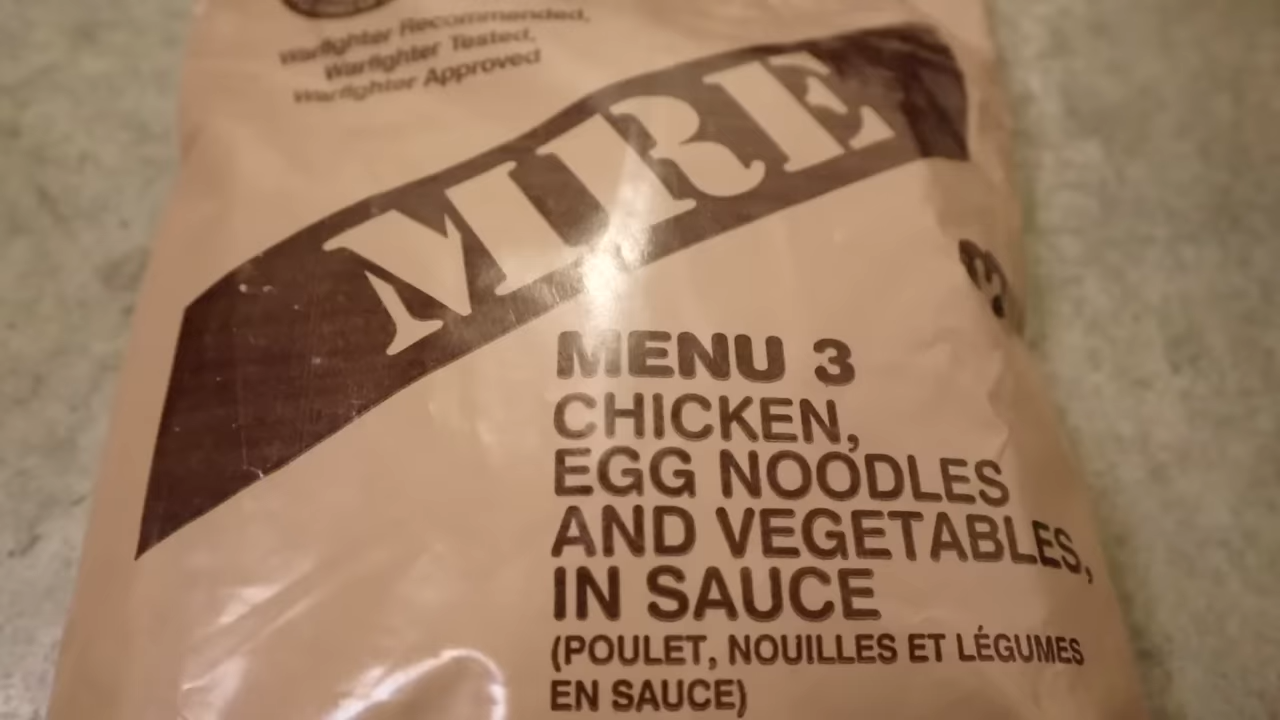 Warfighter Recommended,
Warfighter Tested,
Warfighter Approved
MRE
3
MENU 3
CHICKEN,
EGG NOODLES
AND VEGETABLES,
IN SAUCE
(POULET, NOUILLES ET LÉGUMES
EN SAUCE)